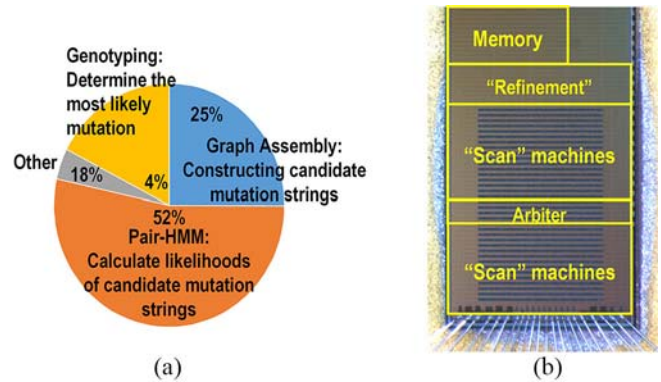 Genotyping:
Determine the
most likely
mutation
25%
Graph Assembly:
Constructing candidate
mutation strings
Other
18%
4%
52%
Pair-HMM:
Calculate likelihoods
of candidate mutation
strings
(a)
Memory
“Refinement”
“Scan” machines
Arbiter
“Scan” machines
(b)